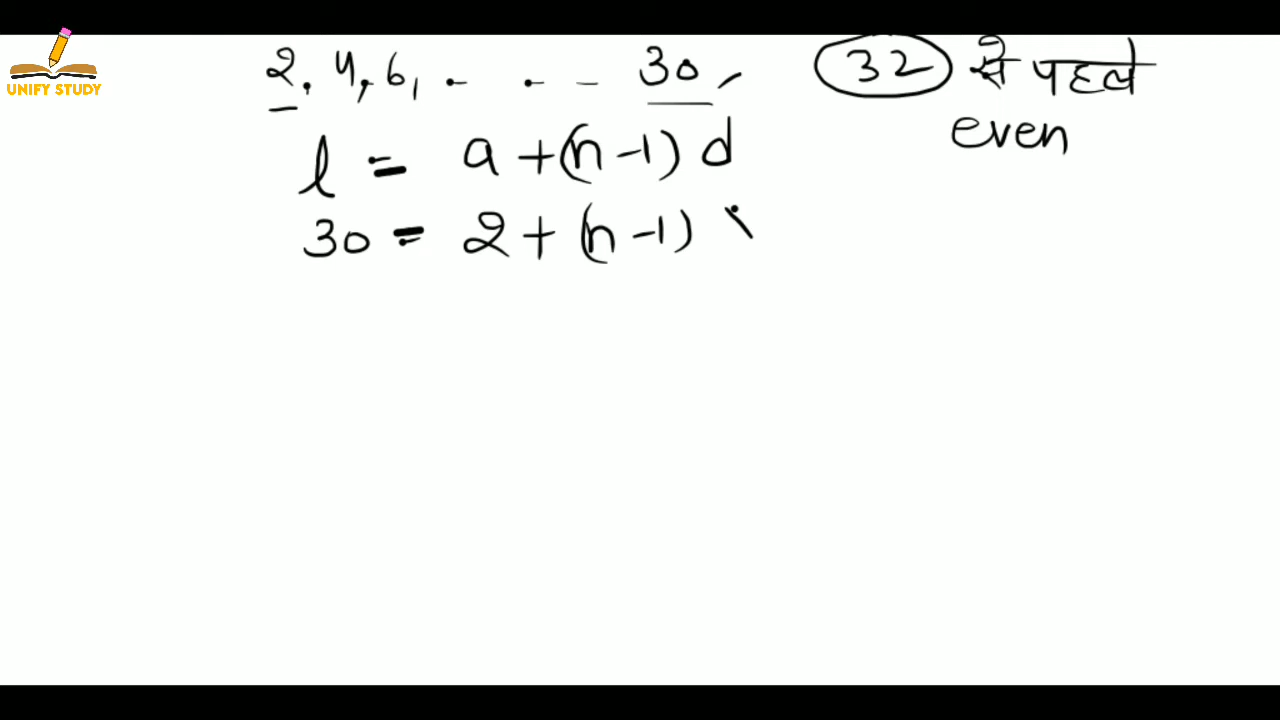 2, 4, 6, . . - 30, 32 से पहले
even
l = a + (n-1) d
30 = 2 + (n-1)
UNIFY STUDY